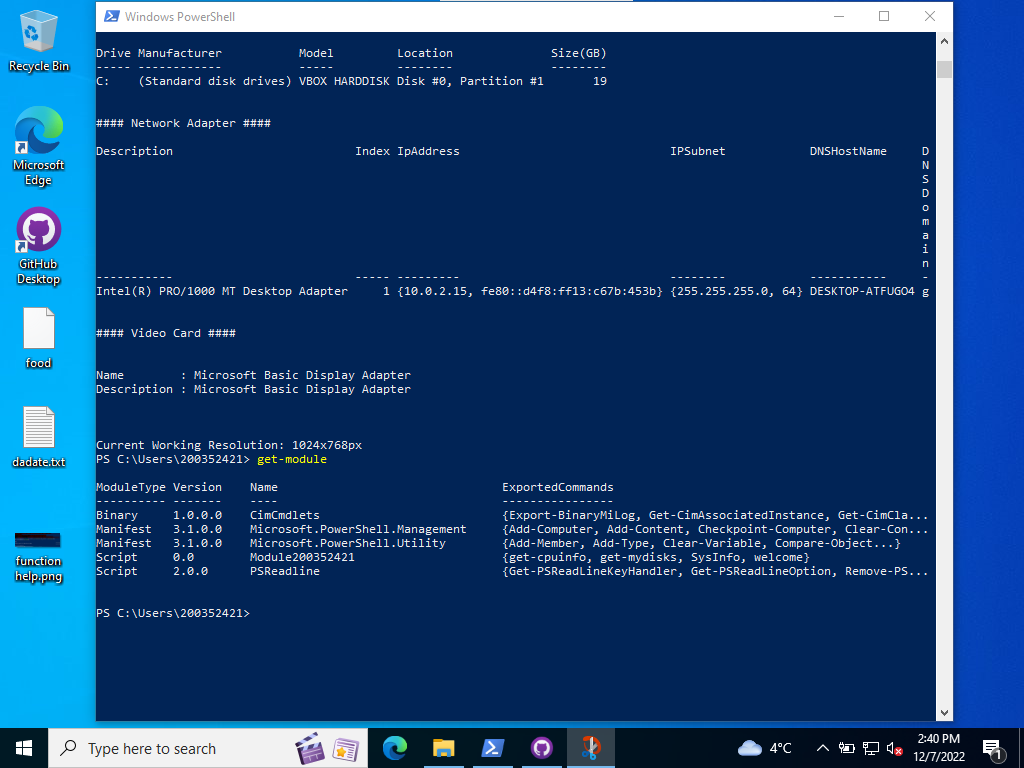 Recycle Bin
Microsoft
Edge
GitHub
Desktop
food
dadate.txt
function
help.png
Windows PowerShell
Drive Manufacturer           Model         Location              Size(GB)
----- ------------           -----         --------              --------
C:    (Standard disk drives) VBOX HARDDISK Disk #0, Partition #1       19
#### Network Adapter ####
Description                          Index IpAddress                              IPSubnet            DNSHostName     D
N
S
D
o
m
a
i
n
-----------                          ----- ---------                              --------            -----------     -
Intel(R) PRO/1000 MT Desktop Adapter     1 {10.0.2.15, fe80::d4f8:ff13:c67b:453b} {255.255.255.0, 64} DESKTOP-ATFUGO4 g
#### Video Card ####
Name        : Microsoft Basic Display Adapter
Description : Microsoft Basic Display Adapter
Current Working Resolution: 1024x768px
PS C:\Users\200352421> get-module
ModuleType Version    Name                                ExportedCommands
---------- -------    ----                                ----------------
Binary     1.0.0.0    CimCmdlets                          {Export-BinaryMiLog, Get-CimAssociatedInstance, Get-CimCla...
Manifest   3.1.0.0    Microsoft.PowerShell.Management     {Add-Computer, Add-Content, Checkpoint-Computer, Clear-Con...
Manifest   3.1.0.0    Microsoft.PowerShell.Utility        {Add-Member, Add-Type, Clear-Variable, Compare-Object...}
Script     0.0        Module200352421                     {get-cpuinfo, get-mydisks, SysInfo, welcome}
Script     2.0.0      PSReadline                          {Get-PSReadLineKeyHandler, Get-PSReadLineOption, Remove-PS...
PS C:\Users\200352421>
Type here to search
4°C
2:40 PM
12/7/2022
1